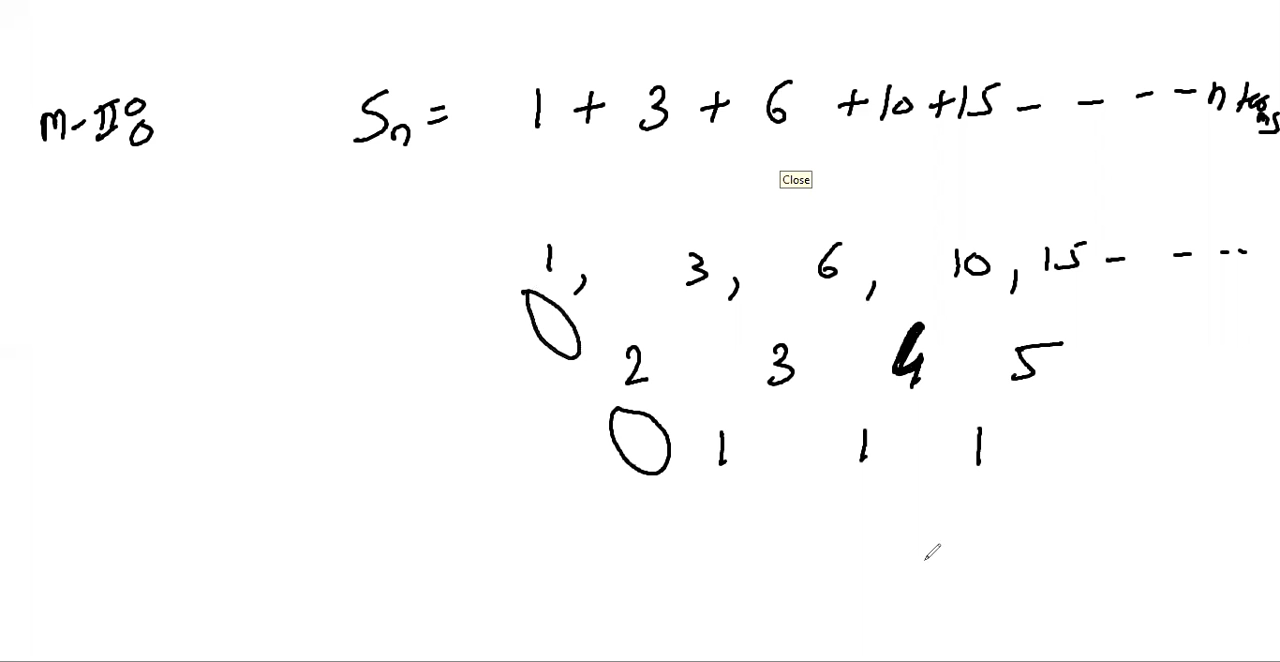 m-II: Sn = 1 + 3 + 6 + 10 + 15 - - - - n terms
Close
1, 3, 6, 10, 15 - - --
2 3 4 5
1 1 1